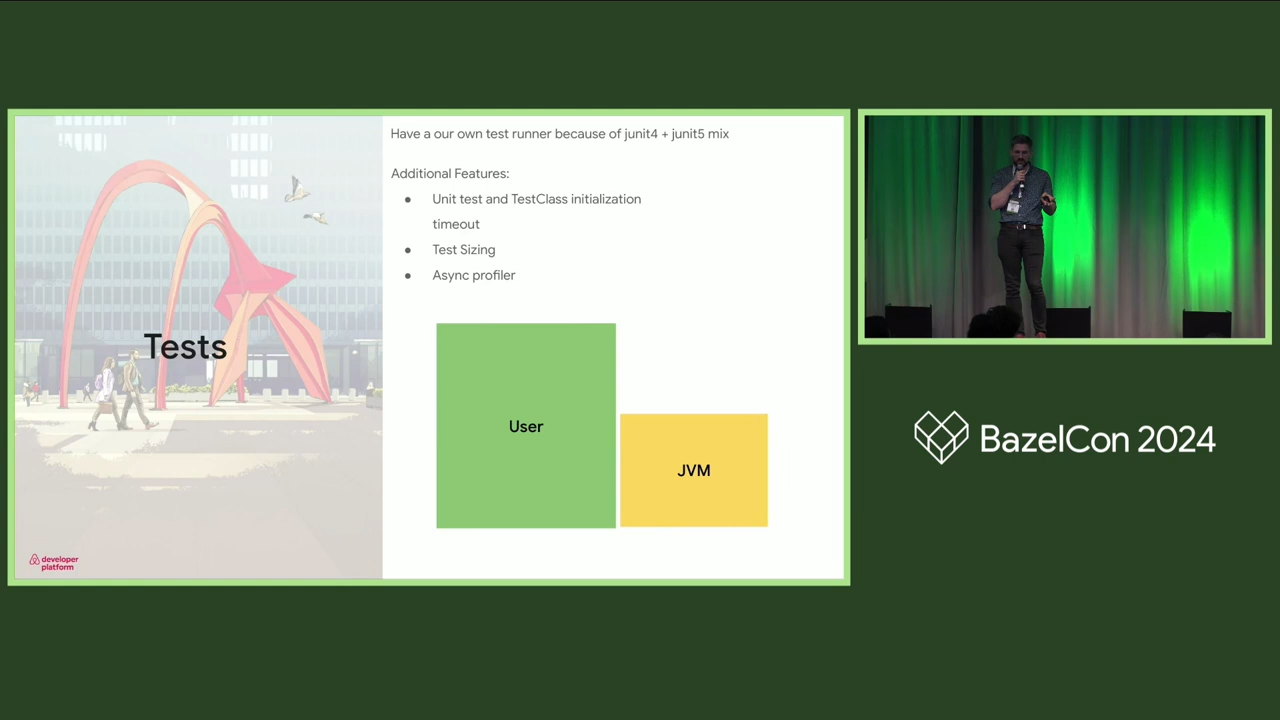 Tests
developer
platform
Have a our own test runner because of junit4 + junit5 mix
Additional Features:
● Unit test and TestClass initialization
timeout
● Test Sizing
● Async profiler
User
JVM
BazelCon 2024